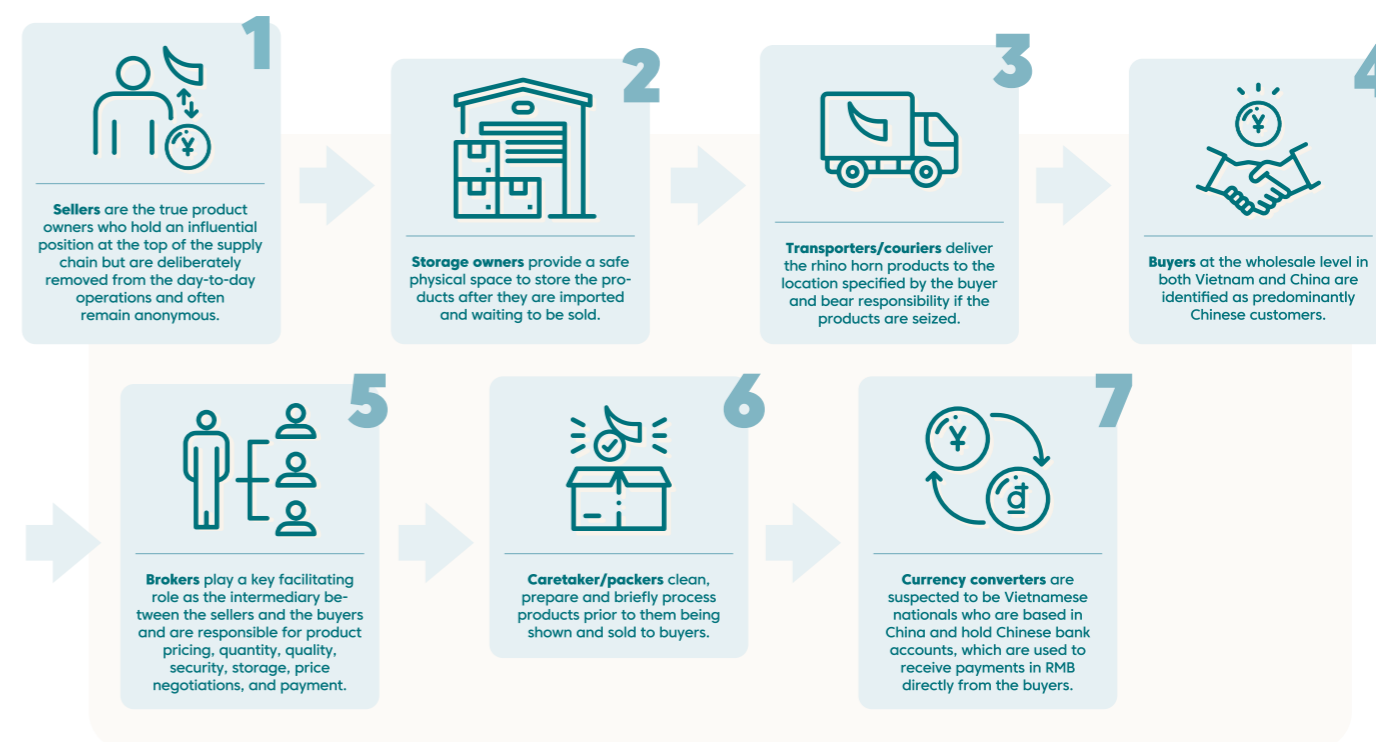 1
Sellers are the true product
owners who hold an influential
position at the top of the supply
chain but are deliberately
removed from the day-to-day
operations and often
remain anonymous.
2
Storage owners provide a safe
physical space to store the pro-
ducts after they are imported
and waiting to be sold.
3
Transporters/couriers deliver
the rhino horn products to the
location specified by the buyer
and bear responsibility if the
products are seized.
4
Buyers at the wholesale level in
both Vietnam and China are
identified as predominantly
Chinese customers.
5
Brokers play a key facilitating
role as the intermediary be-
tween the sellers and the buyers
and are responsible for product
pricing, quantity, quality,
security, storage, price
negotiations, and payment.
6
Caretaker/packers clean,
prepare and briefly process
products prior to them being
shown and sold to buyers.
7
Currency converters are
suspected to be Vietnamese
nationals who are based in
China and hold Chinese bank
accounts, which are used to
receive payments in RMB
directly from the buyers.